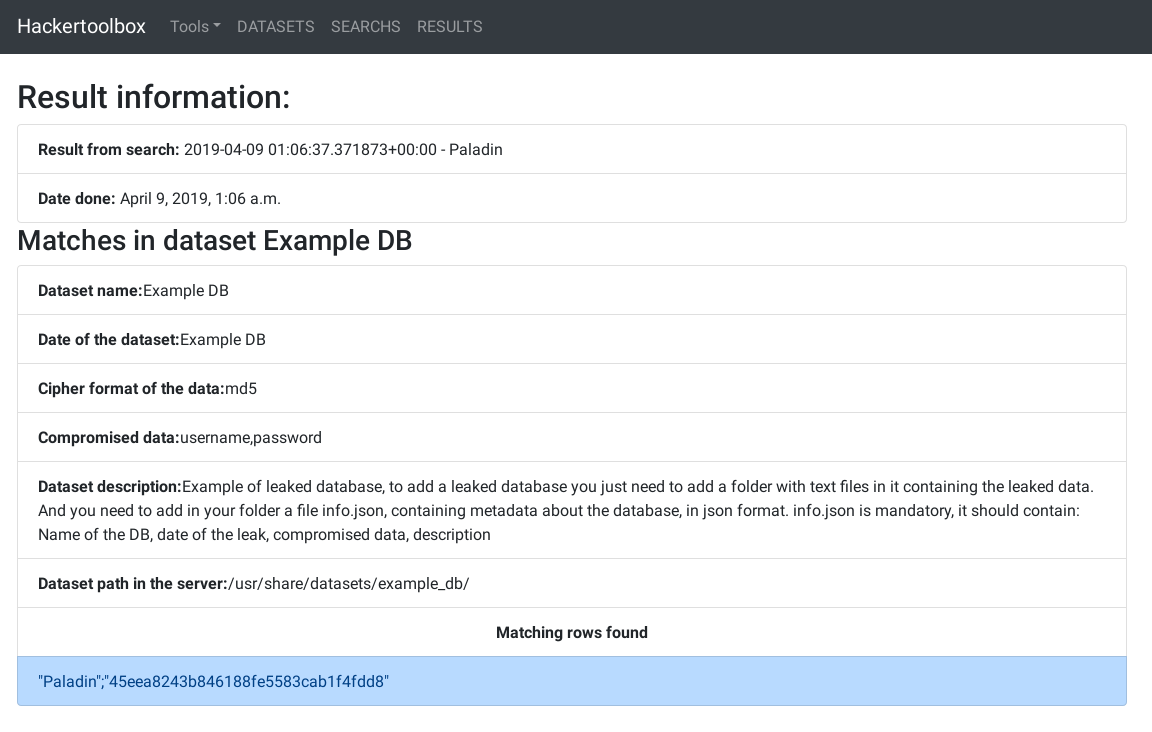 Hackertoolbox Tools DATASETS SEARCHS RESULTS
Result information:
Result from search: 2019-04-09 01:06:37.371873+00:00 - Paladin
Date done: April 9, 2019, 1:06 a.m.
Matches in dataset Example DB
Dataset name:Example DB
Date of the dataset:Example DB
Cipher format of the data:md5
Compromised data:username,password
Dataset description:Example of leaked database, to add a leaked database you just need to add a folder with text files in it containing the leaked data.
And you need to add in your folder a file info.json, containing metadata about the database, in json format. info.json is mandatory, it should contain:
Name of the DB, date of the leak, compromised data, description
Dataset path in the server:/usr/share/datasets/example_db/
Matching rows found
"Paladin";"45eea8243b846188fe5583cab1f4fdd8"